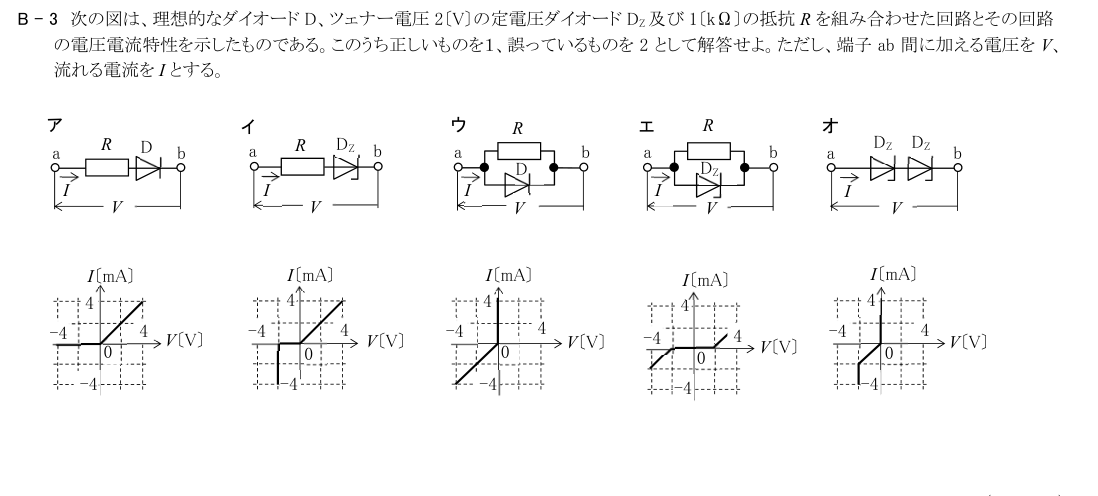 B－3 次の図は、理想的なダイオード D、ツェナー電圧 2〔V〕の定電圧ダイオード DZ 及び 1〔kΩ〕の抵抗 R を組み合わせた回路とその回路
の電圧電流特性を示したものである。このうち正しいものを1、誤っているものを 2 として解答せよ。ただし、端子 ab 間に加える電圧を V、
流れる電流を I とする。
ア イ ウ エ オ
a R D b I V
a R DZ b I V
a R D b I V
a R DZ b I V
a DZ DZ b I V
I〔mA〕 4 −4 4 V〔V〕 0 −4
I〔mA〕 4 −4 4 V〔V〕 0 −4
I〔mA〕 4 −4 4 V〔V〕 0 −4
I〔mA〕 4 −4 4 V〔V〕 0 −4
I〔mA〕 4 −4 4 V〔V〕 0 −4